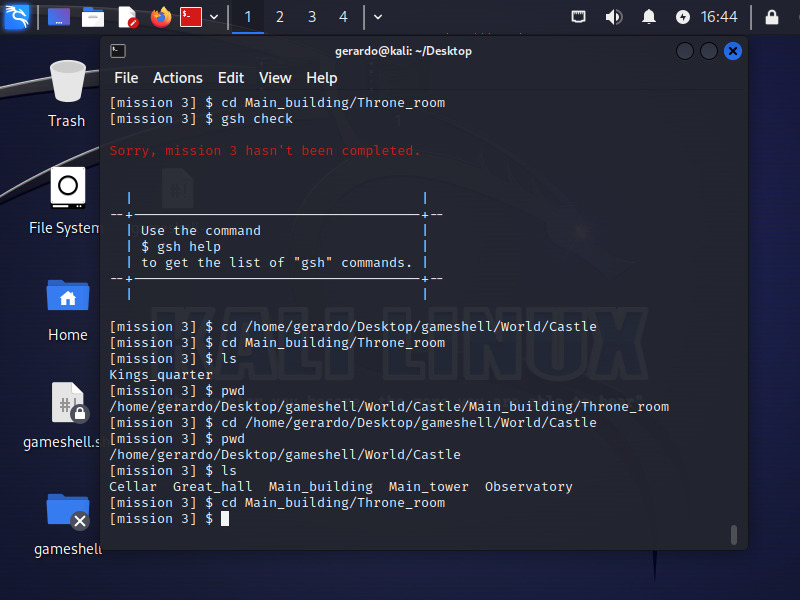 1 2 3 4 16:44
gerardo@kali: ~/Desktop
File Actions Edit View Help
Trash
File System
Home
gameshell.s
gameshell
[mission 3] $ cd Main_building/Throne_room
[mission 3] $ gsh check
Sorry, mission 3 hasn't been completed.
Use the command
$ gsh help
to get the list of "gsh" commands.
[mission 3] $ cd /home/gerardo/Desktop/gameshell/World/Castle
[mission 3] $ cd Main_building/Throne_room
[mission 3] $ ls
Kings_quarter
[mission 3] $ pwd
/home/gerardo/Desktop/gameshell/World/Castle/Main_building/Throne_room
[mission 3] $ cd /home/gerardo/Desktop/gameshell/World/Castle
[mission 3] $ pwd
/home/gerardo/Desktop/gameshell/World/Castle
[mission 3] $ ls
Cellar Great_hall Main_building Main_tower Observatory
[mission 3] $ cd Main_building/Throne_room
[mission 3] $
KALI LINUX